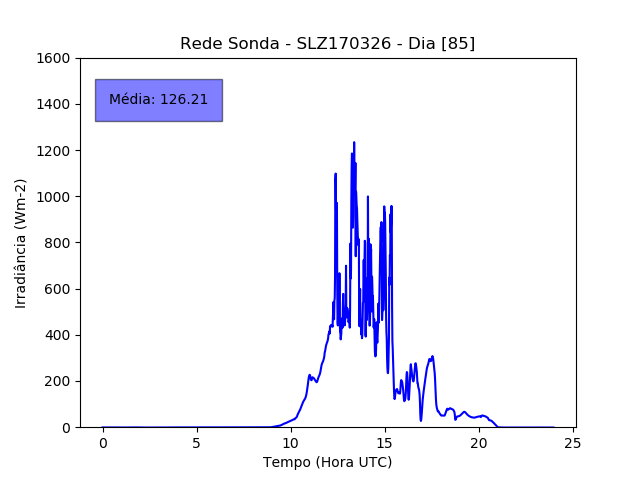 Rede Sonda - SLZ170326 - Dia [85]
1600
1400
1200
1000
800
600
400
200
0
Média: 126.21
Irradiância (Wm-2)
0 5 10 15 20 25
Tempo (Hora UTC)